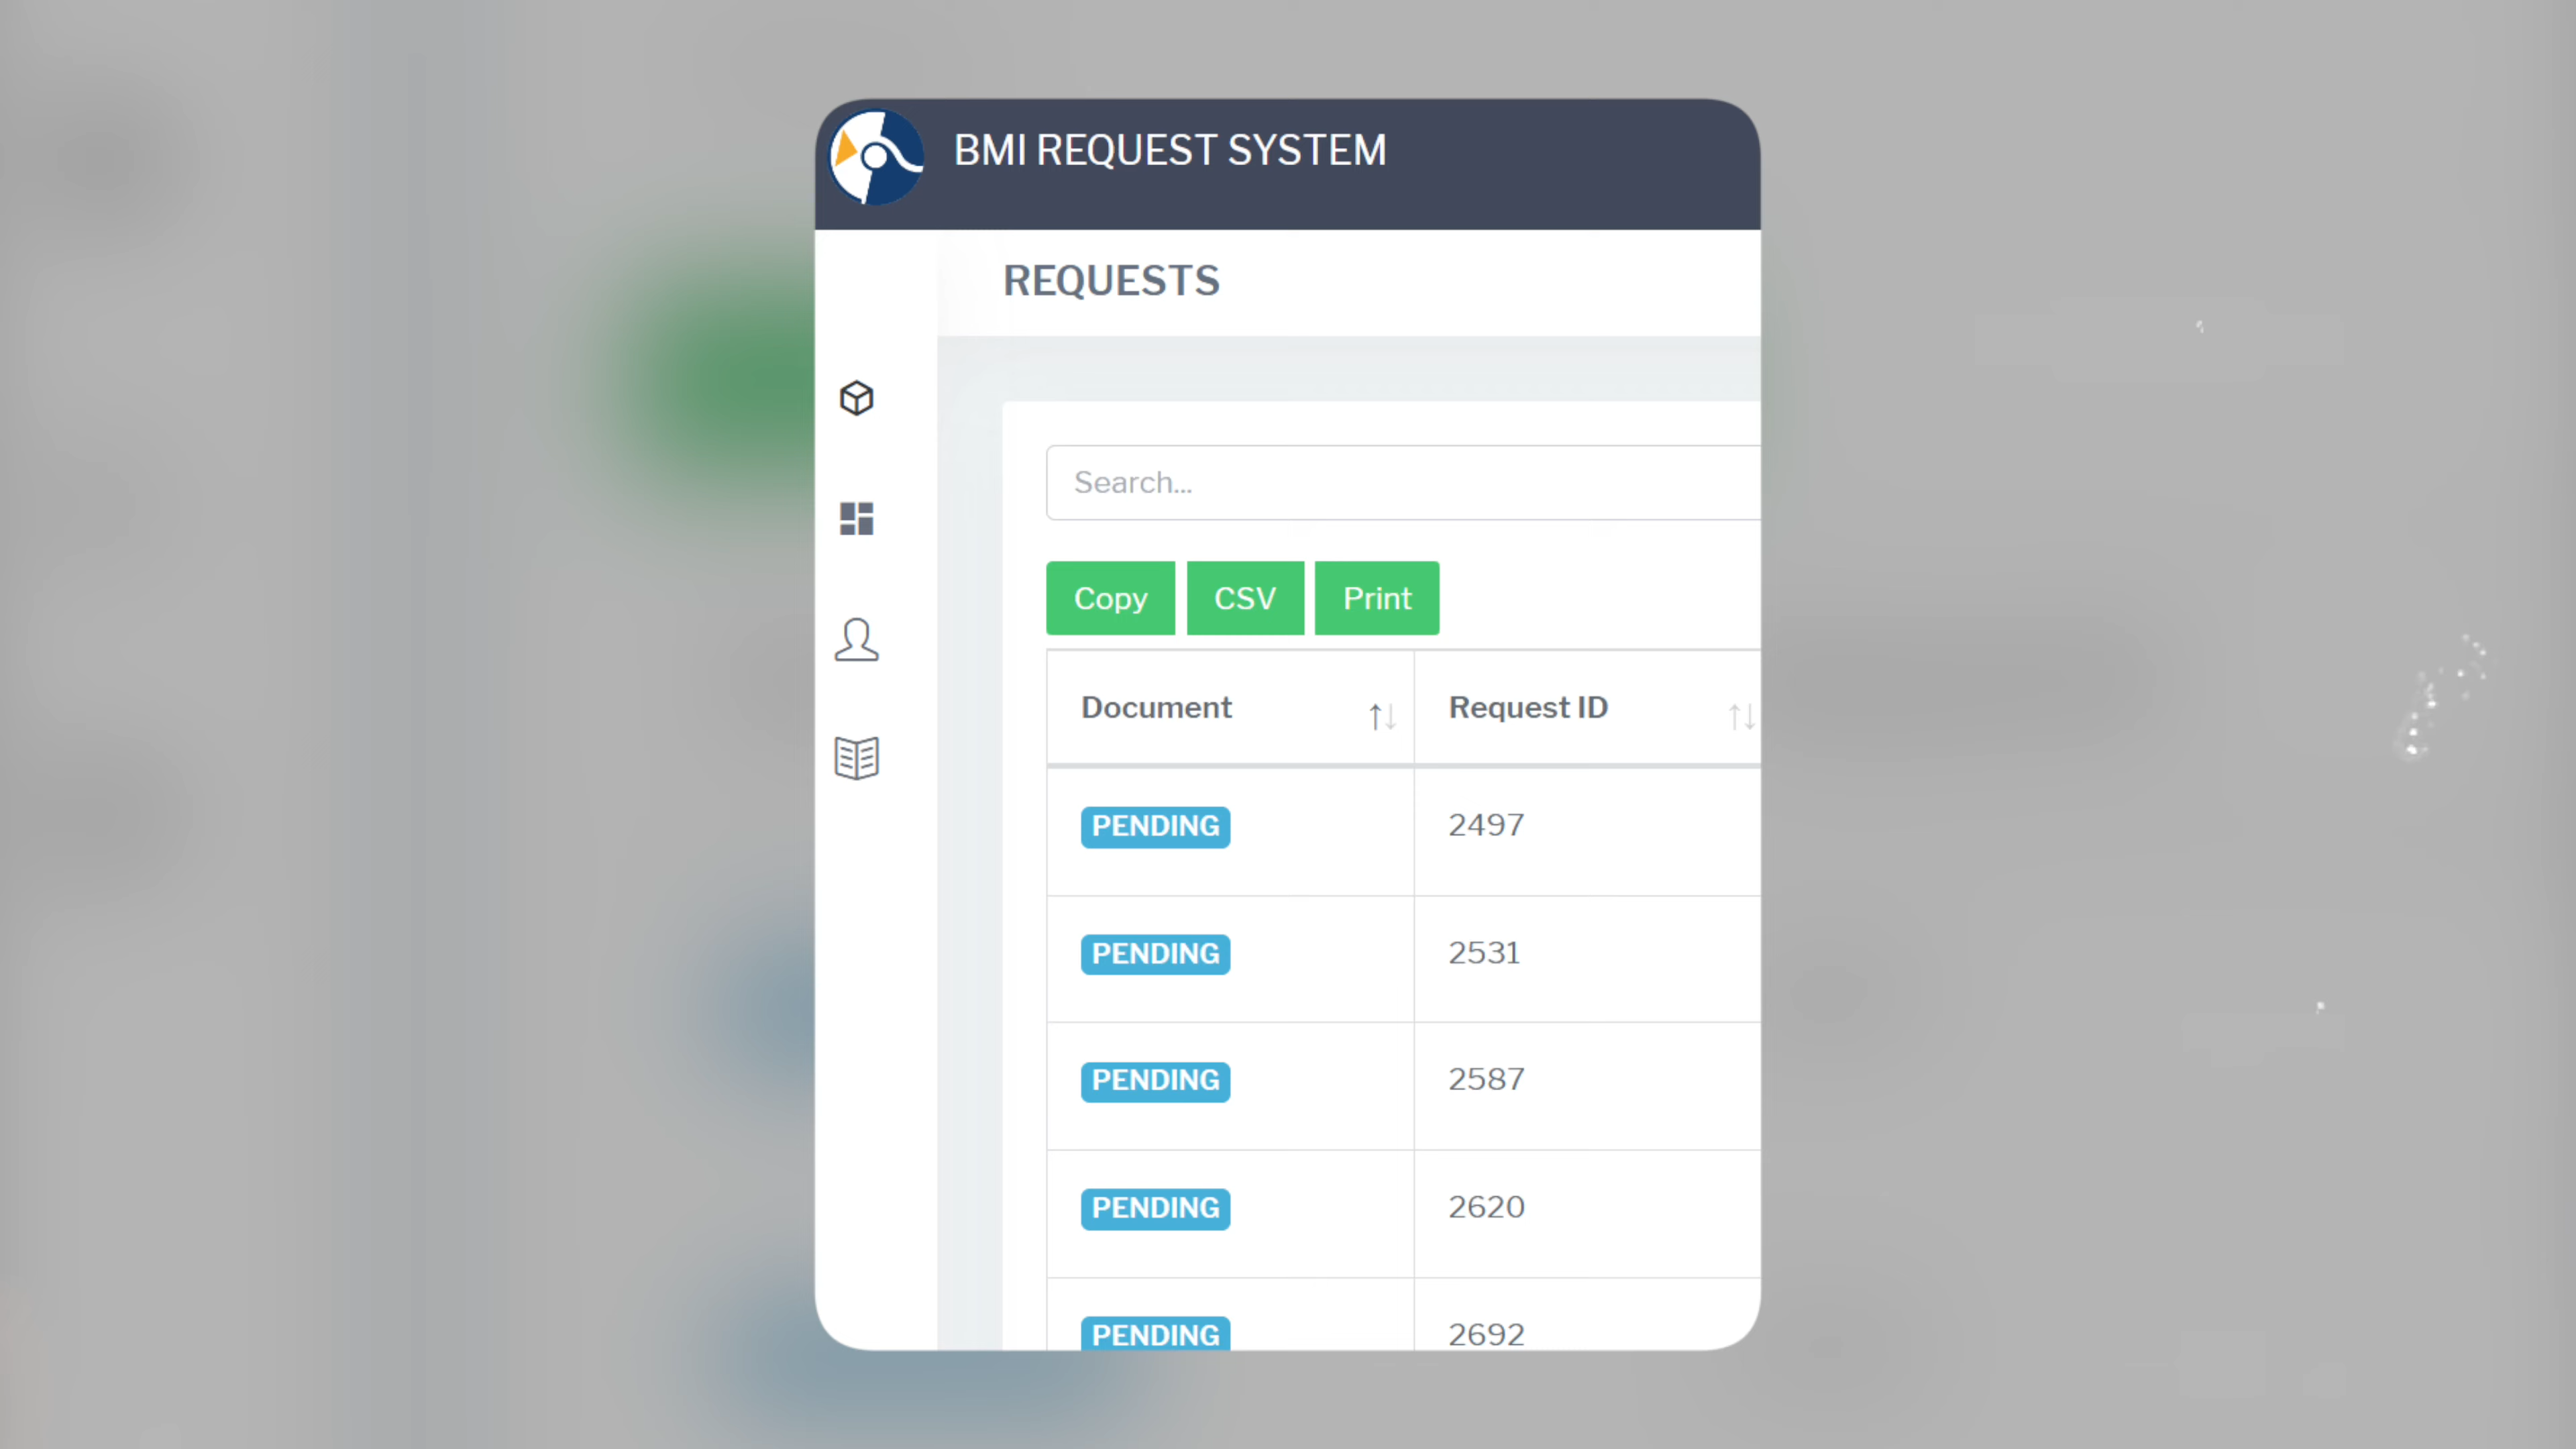 BMI REQUEST SYSTEM
REQUESTS
Search...
Copy CSV Print
Document Request ID
PENDING 2497
PENDING 2531
PENDING 2587
PENDING 2620
PENDING 2692